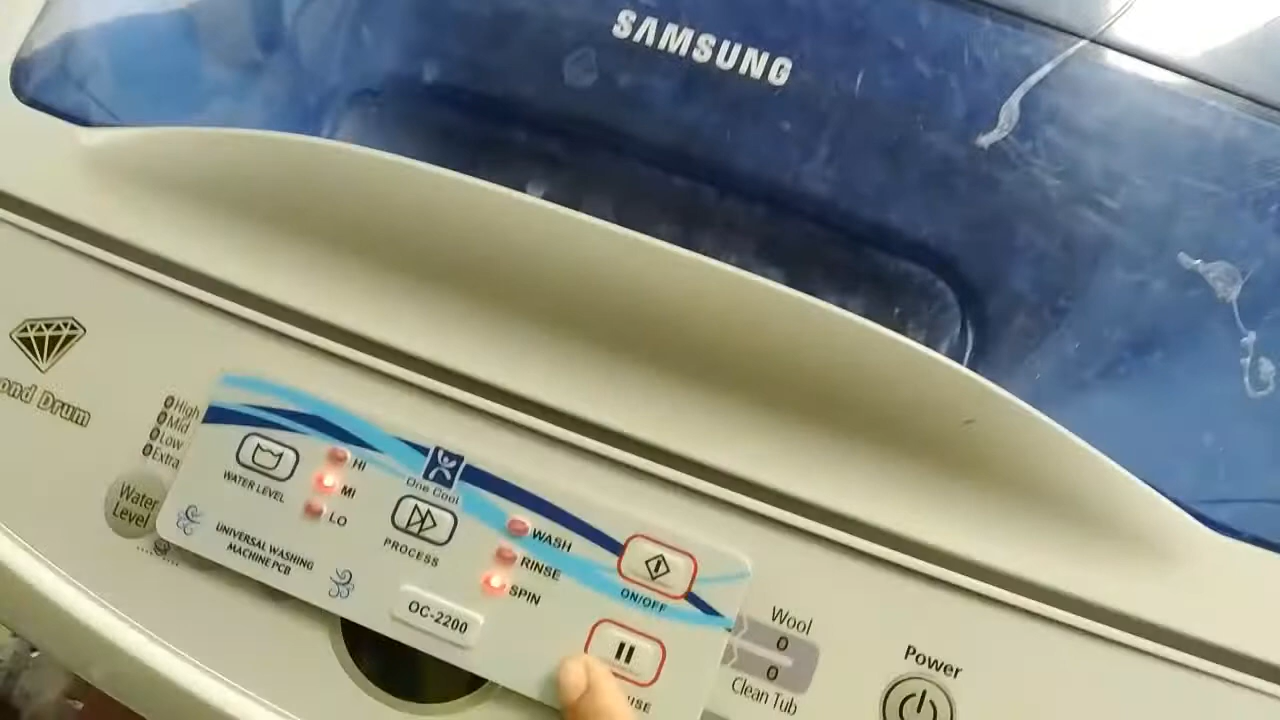 SAMSUNG
ond Drum
High
Mid
Low
Extra
Water
Level
WATER LEVEL
HI
MI
LO
One Cool
PROCESS
UNIVERSAL WASHING
MACHINE PCB
OC-2200
WASH
RINSE
SPIN
ON/OFF
USE
Wool
Clean Tub
Power